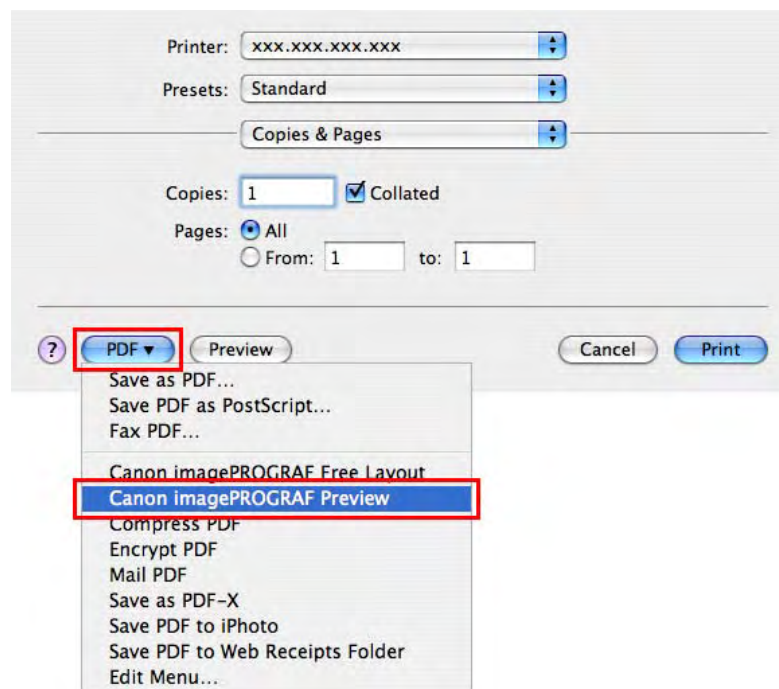 Printer: xxx.xxx.xxx.xxx
Presets: Standard
Copies & Pages
Copies: 1 Collated
Pages: All
From: 1 to: 1
? PDF Preview Cancel Print
Save as PDF...
Save PDF as PostScript...
Fax PDF...
Canon imagePROGRAF Free Layout
Canon imagePROGRAF Preview
Compress PDF
Encrypt PDF
Mail PDF
Save as PDF-X
Save PDF to iPhoto
Save PDF to Web Receipts Folder
Edit Menu...